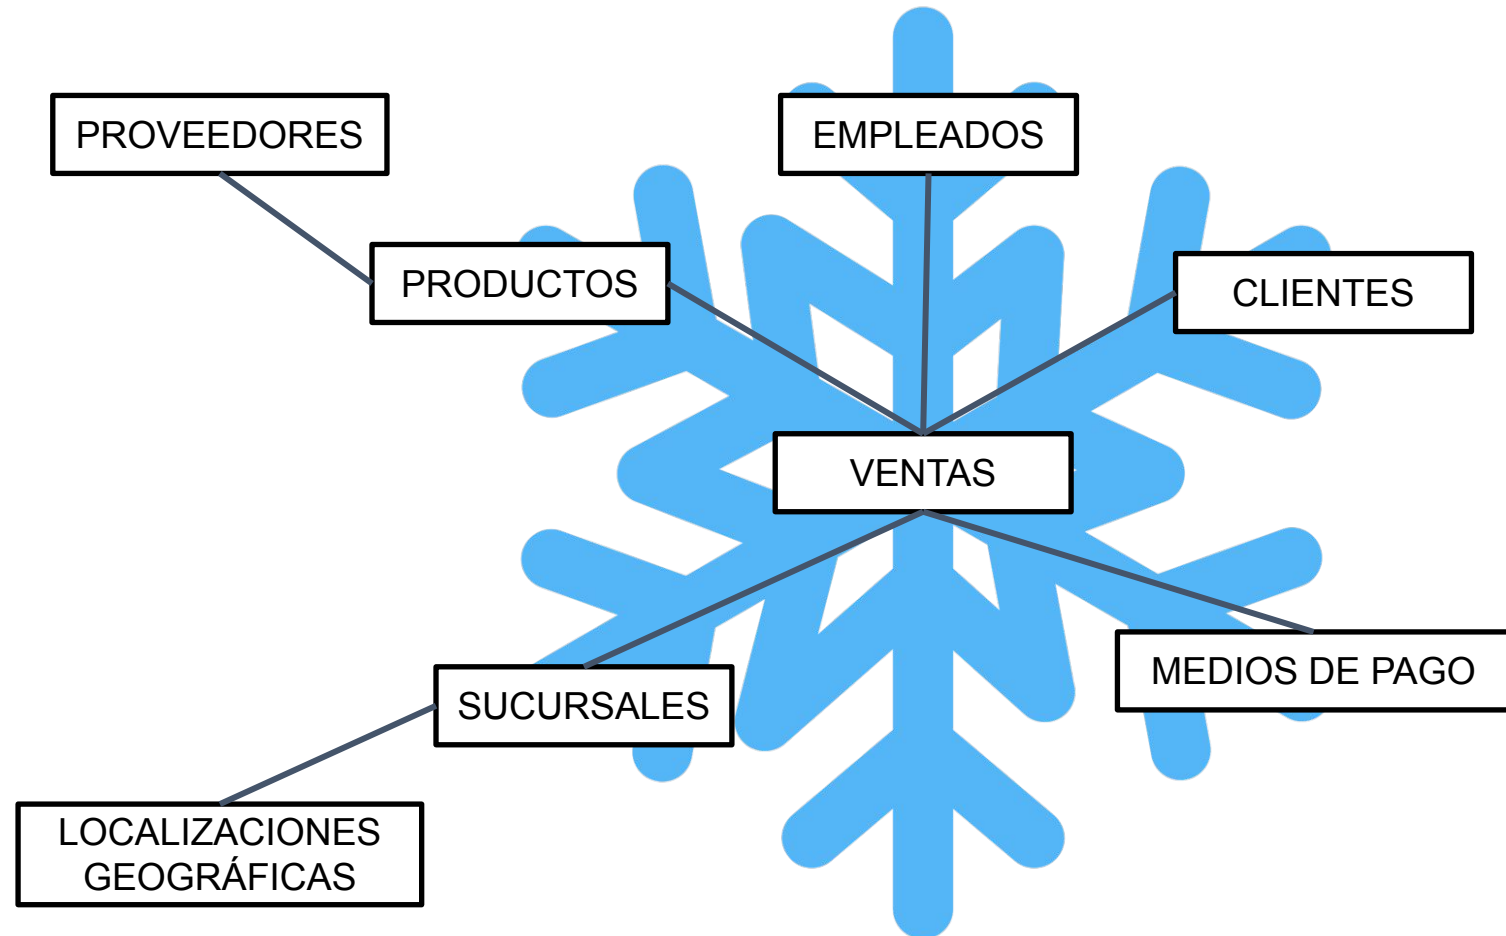 PROVEEDORES
EMPLEADOS
PRODUCTOS
CLIENTES
VENTAS
SUCURSALES
MEDIOS DE PAGO
LOCALIZACIONES
GEOGRÁFICAS